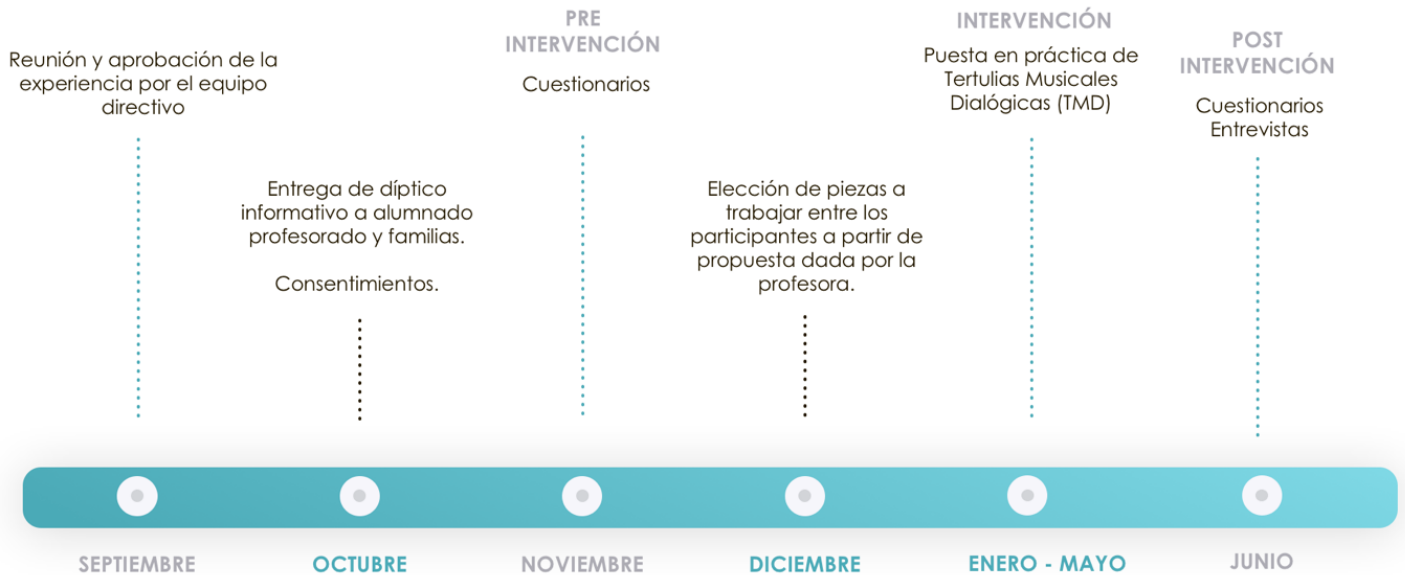 Reunión y aprobación de la
experiencia por el equipo
directivo
Entrega de díptico
informativo a alumnado
profesorado y familias.
Consentimientos.
PRE
INTERVENCIÓN
Cuestionarios
Elección de piezas a
trabajar entre los
participantes a partir de
propuesta dada por la
profesora.
INTERVENCIÓN
Puesta en práctica de
Tertulias Musicales
Dialógicas (TMD)
POST
INTERVENCIÓN
Cuestionarios
Entrevistas
SEPTIEMBRE
OCTUBRE
NOVIEMBRE
DICIEMBRE
ENERO - MAYO
JUNIO